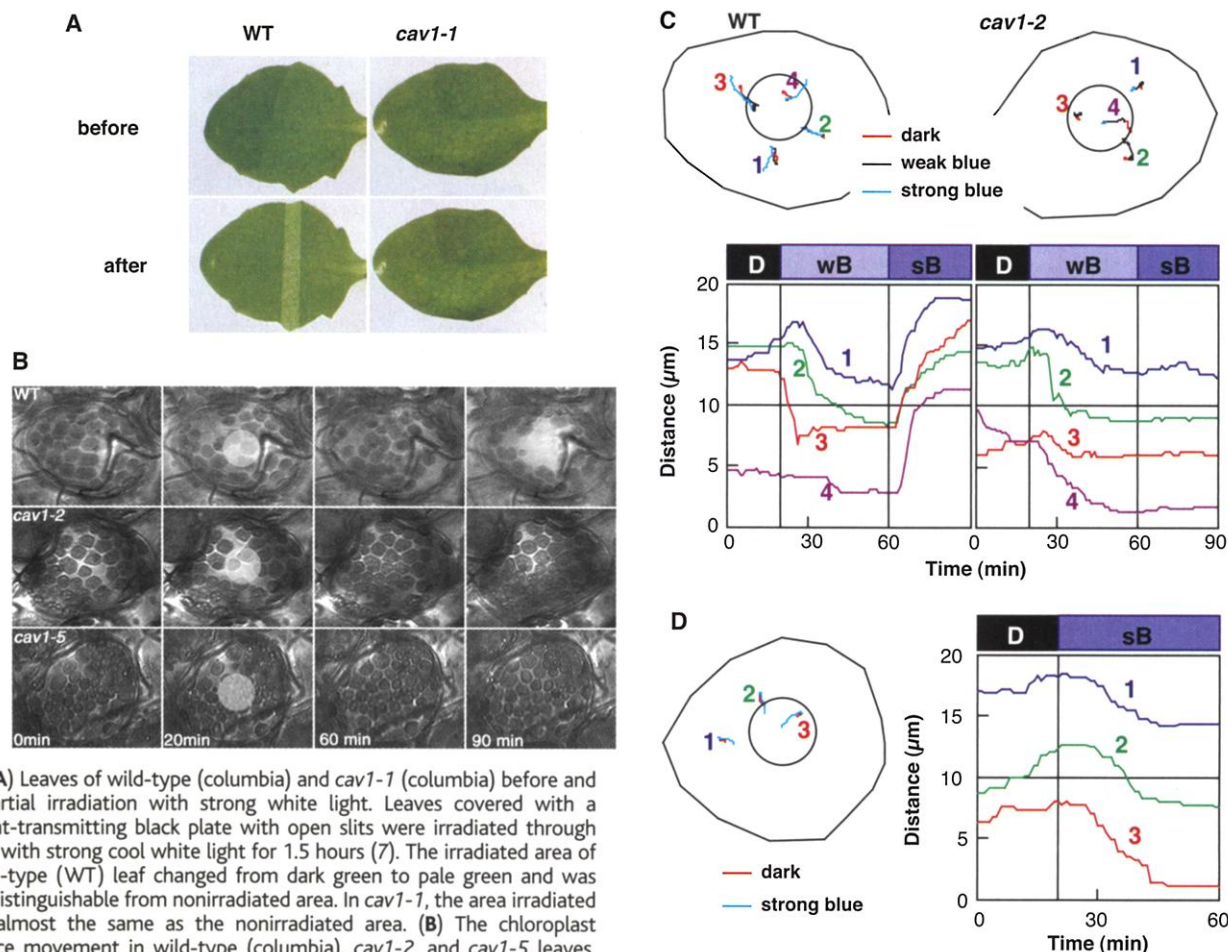 A
WT
cav1-1
before
after
B
WT
cav1-2
cav1-5
0min
20min
60 min
90 min
A) Leaves of wild-type (columbia) and cav1-1 (columbia) before and
rtial irradiation with strong white light. Leaves covered with a
t-transmitting black plate with open slits were irradiated through
with strong cool white light for 1.5 hours (7). The irradiated area of
-type (WT) leaf changed from dark green to pale green and was
distinguishable from nonirradiated area. In cav1-1, the area irradiated
almost the same as the nonirradiated area. (B) The chloroplast
ce movement in wild-type (columbia), cav1-2, and cav1-5 leaves.
C
WT
cav1-2
3
4
2
1
1
3
4
2
dark
weak blue
strong blue
D
wB
sB
D
wB
sB
20
15
10
5
0
Distance (µm)
1
2
3
4
1
2
3
4
0
30
60
0
30
60
90
Time (min)
D
2
3
1
dark
strong blue
D
sB
20
15
10
5
0
Distance (µm)
1
2
3
0
30
60
Time (min)